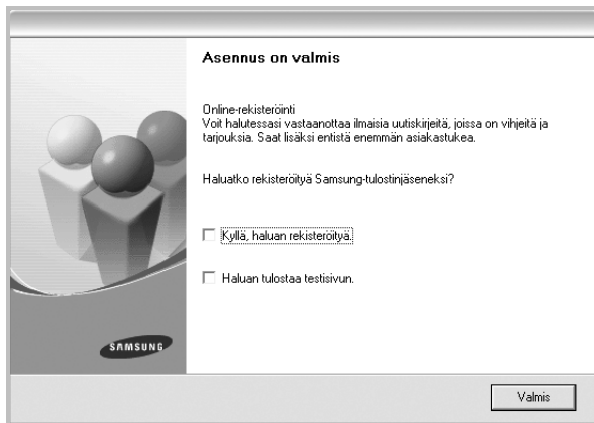 Asennus on valmis
Online-rekisteröinti
Voit halutessasi vastaanottaa ilmaisia uutiskirjeitä, joissa on vihjeitä ja
tarjouksia. Saat lisäksi entistä enemmän asiakastukea.
Haluatko rekisteröityä Samsung-tulostinjäseneksi?
Kyllä, haluan rekisteröityä.
Haluan tulostaa testisivun.
SAMSUNG
Valmis